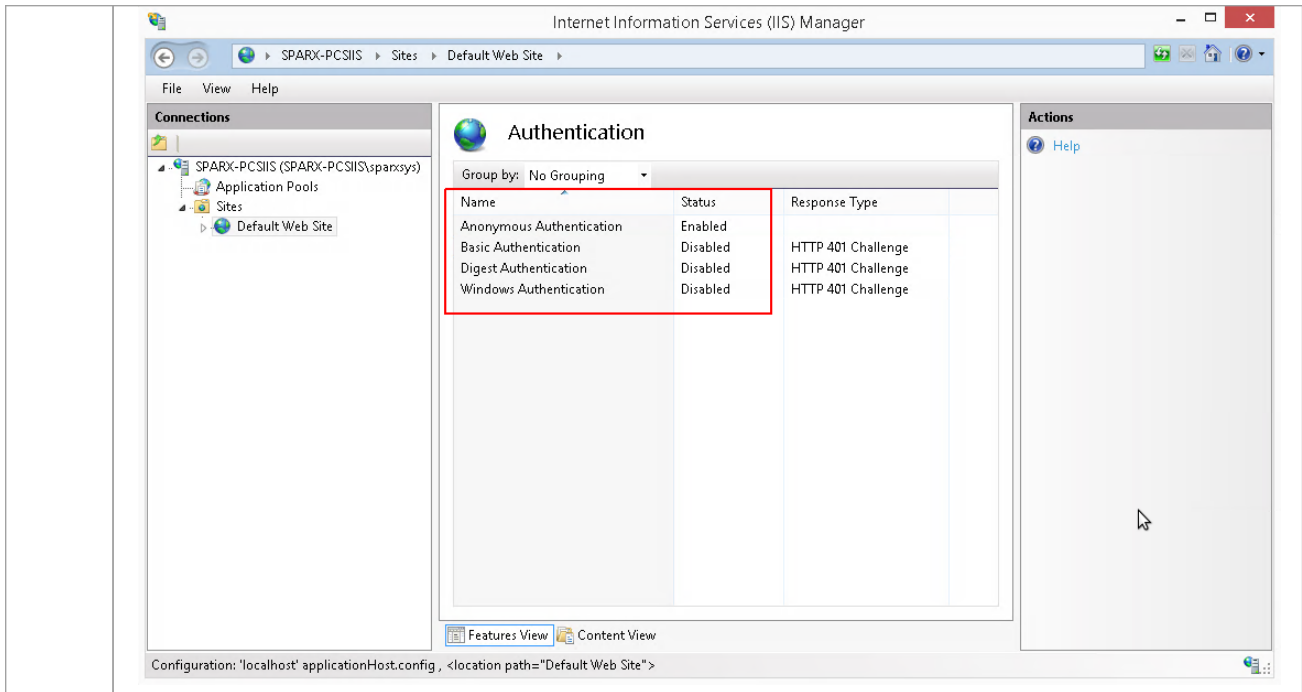 Internet Information Services (IIS) Manager
SPARX-PCSIIS Sites Default Web Site
File View Help
Connections
SPARX-PCSIIS (SPARX-PCSIIS\sparxsys)
Application Pools
Sites
Default Web Site
Authentication
Group by: No Grouping
Name Status Response Type
Anonymous Authentication Enabled
Basic Authentication Disabled HTTP 401 Challenge
Digest Authentication Disabled HTTP 401 Challenge
Windows Authentication Disabled HTTP 401 Challenge
Features View Content View
Actions
Help
Configuration: 'localhost' applicationHost.config , <location path="Default Web Site">